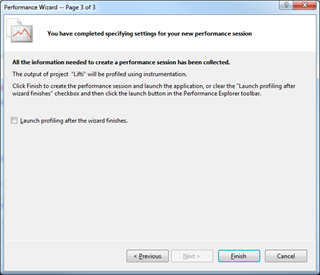 Performance Wizard -- Page 3 of 3
You have completed specifying settings for your new performance session
All the information needed to create a performance session has been collected.
The output of project "Lifti" will be profiled using instrumentation.
Click Finish to create the performance session and launch the application, or clear the "Launch profiling after
wizard finishes" checkbox and then click the launch button in the Performance Explorer toolbar.
Launch profiling after the wizard finishes.
< Previous
Next >
Finish
Cancel